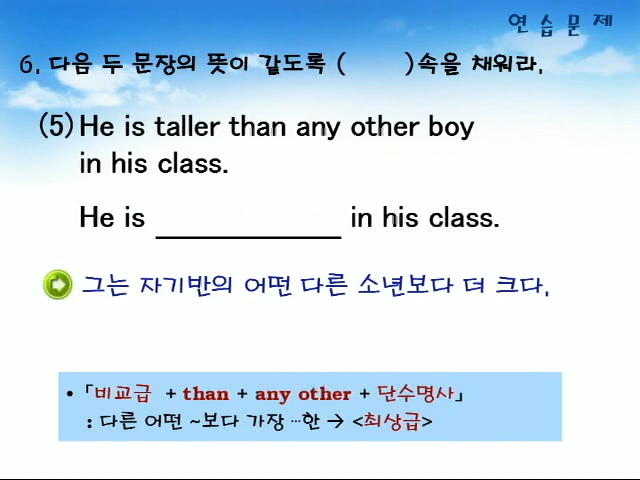 연 습 문 제
6. 다음 두 문장의 뜻이 같도록 (      )속을 채워라.
(5) He is taller than any other boy
in his class.
He is ____________ in his class.
그는 자기반의 어떤 다른 소년보다 더 크다.
• 「비교급 + than + any other + 단수명사」
: 다른 어떤 ~보다 가장 …한 → <최상급>